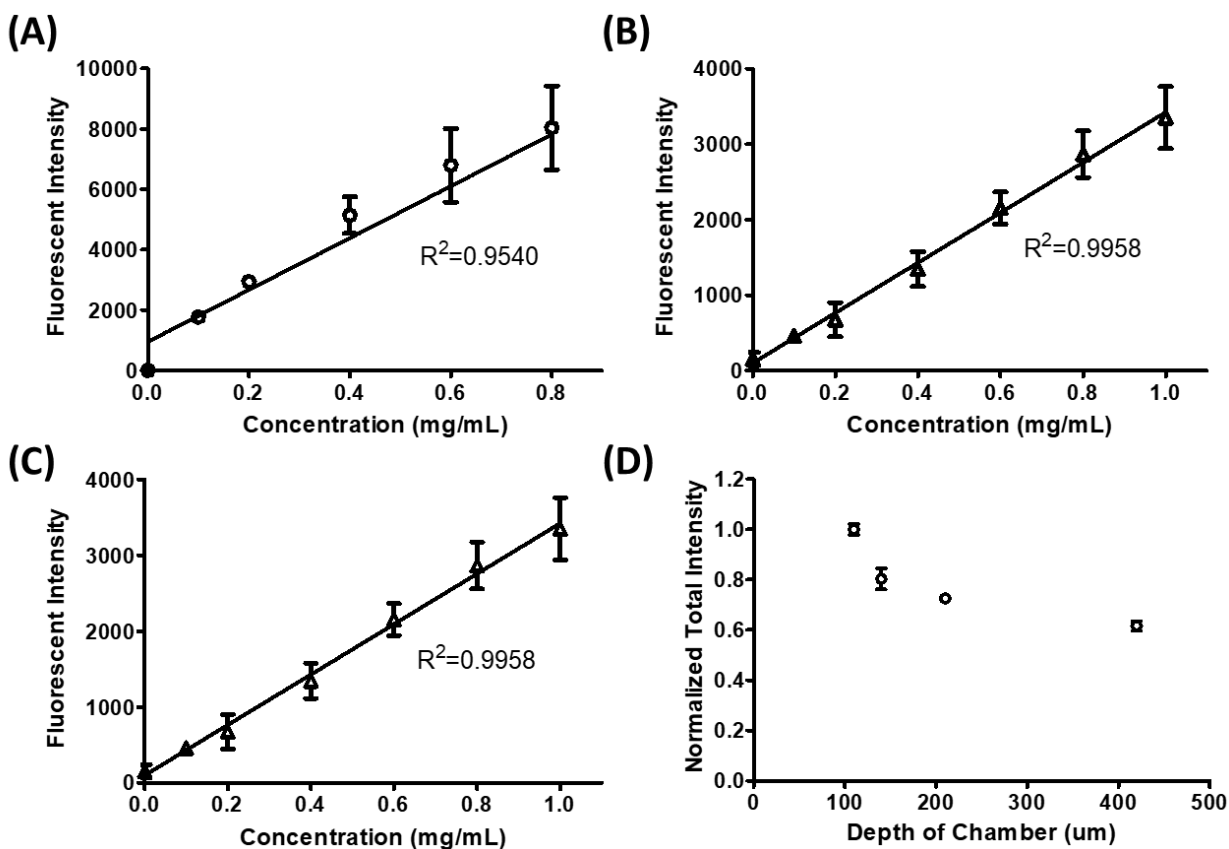 (A)
Fluorescent Intensity
10000
8000
6000
4000
2000
0
R²=0.9540
0.0 0.2 0.4 0.6 0.8
Concentration (mg/mL)
(B)
Fluorescent Intensity
4000
3000
2000
1000
0
R²=0.9958
0.0 0.2 0.4 0.6 0.8 1.0
Concentration (mg/mL)
(C)
Fluorescent Intensity
4000
3000
2000
1000
0
R²=0.9958
0.0 0.2 0.4 0.6 0.8 1.0
Concentration (mg/mL)
(D)
Normalized Total Intensity
1.2
1.0
0.8
0.6
0.4
0.2
0.0
0 100 200 300 400 500
Depth of Chamber (um)